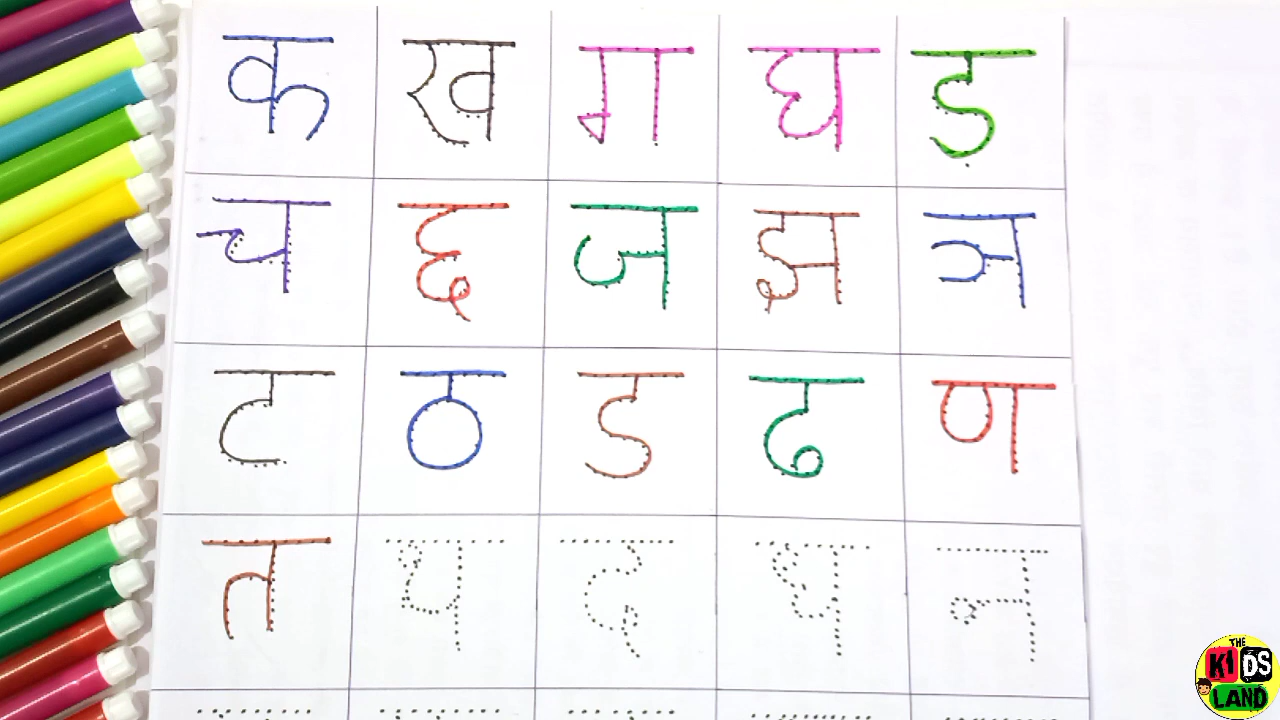 क ख ग घ ड
च छ ज झ ञ
ट ठ ड ढ ण
त थ द ध न
THE
KIDS
LAND